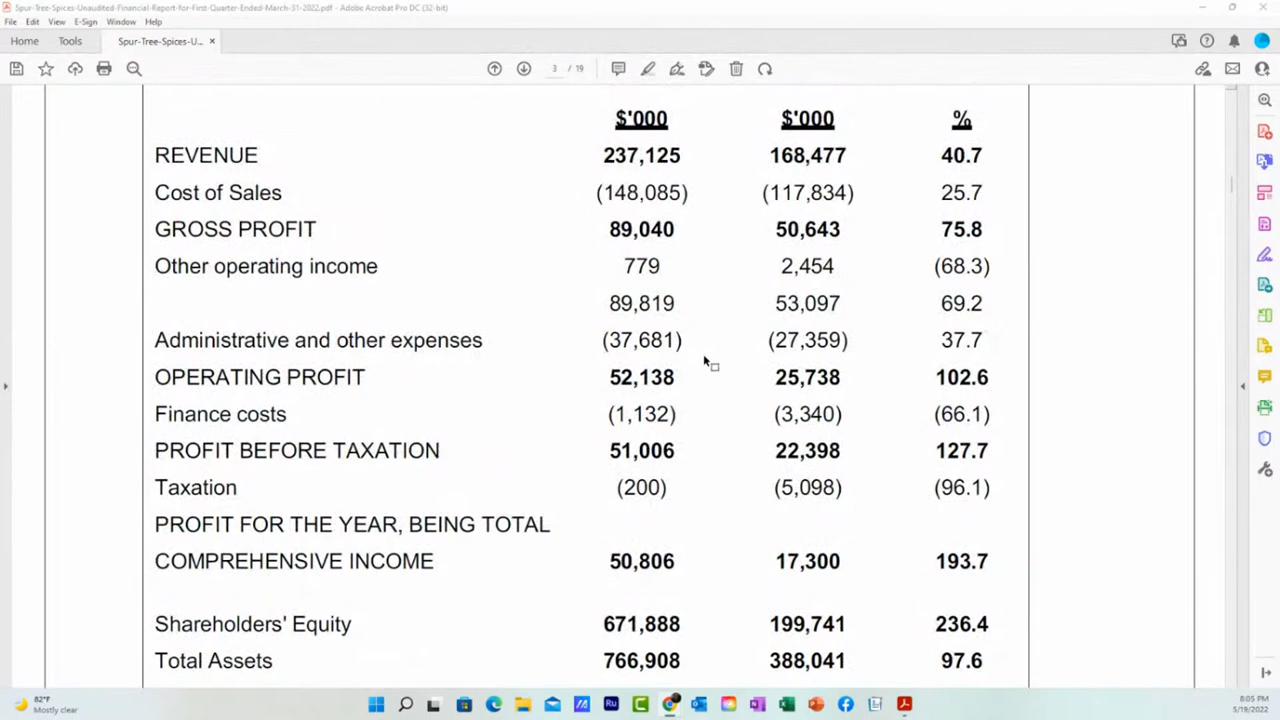 Spur-Tree-Spices-Unaudited-Financial-Report-for-First-Quarter-Ended-March-31-2022.pdf - Adobe Acrobat Pro DC (32-bit)
File Edit View E-Sign Window Help
Home Tools Spur-Tree-Spices-U... ×
3 / 19
$'000 $'000 %
REVENUE 237,125 168,477 40.7
Cost of Sales (148,085) (117,834) 25.7
GROSS PROFIT 89,040 50,643 75.8
Other operating income 779 2,454 (68.3)
89,819 53,097 69.2
Administrative and other expenses (37,681) (27,359) 37.7
OPERATING PROFIT 52,138 25,738 102.6
Finance costs (1,132) (3,340) (66.1)
PROFIT BEFORE TAXATION 51,006 22,398 127.7
Taxation (200) (5,098) (96.1)
PROFIT FOR THE YEAR, BEING TOTAL
COMPREHENSIVE INCOME 50,806 17,300 193.7
Shareholders' Equity 671,888 199,741 236.4
Total Assets 766,908 388,041 97.6
82°F
Mostly clear
Ru
8:05 PM
5/19/2022